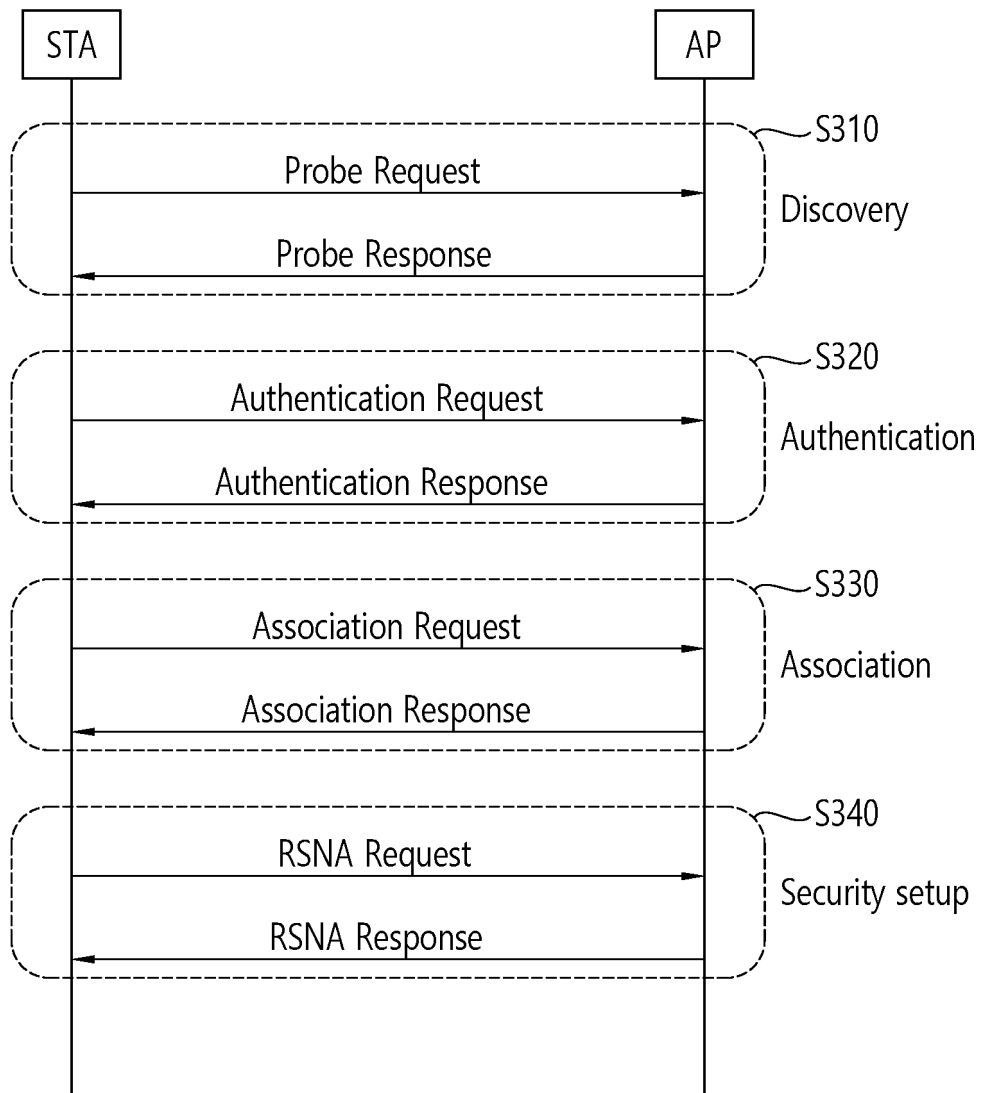 STA
AP
S310
Probe Request
Discovery
Probe Response
S320
Authentication Request
Authentication
Authentication Response
S330
Association Request
Association
Association Response
S340
RSNA Request
Security setup
RSNA Response